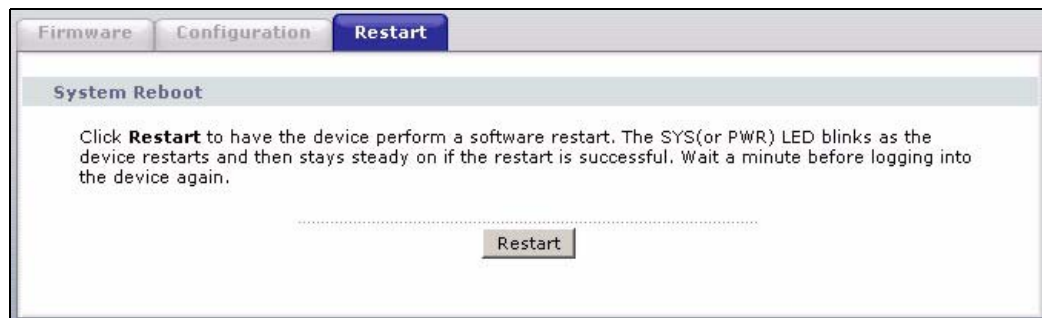 Firmware Configuration Restart
System Reboot
Click Restart to have the device perform a software restart. The SYS(or PWR) LED blinks as the
device restarts and then stays steady on if the restart is successful. Wait a minute before logging into
the device again.
Restart